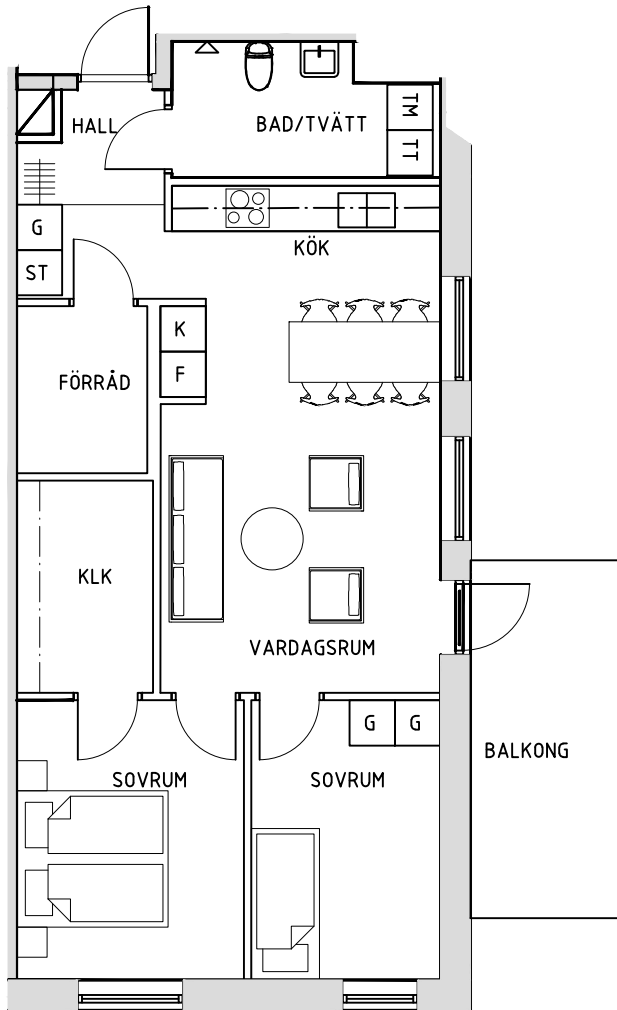 TM
HALL
BAD/TVÄTT
TT
G
KÖK
ST
K
FÖRRÅD
F
KLK
VARDAGSRUM
G
G
BALKONG
SOVRUM
SOVRUM